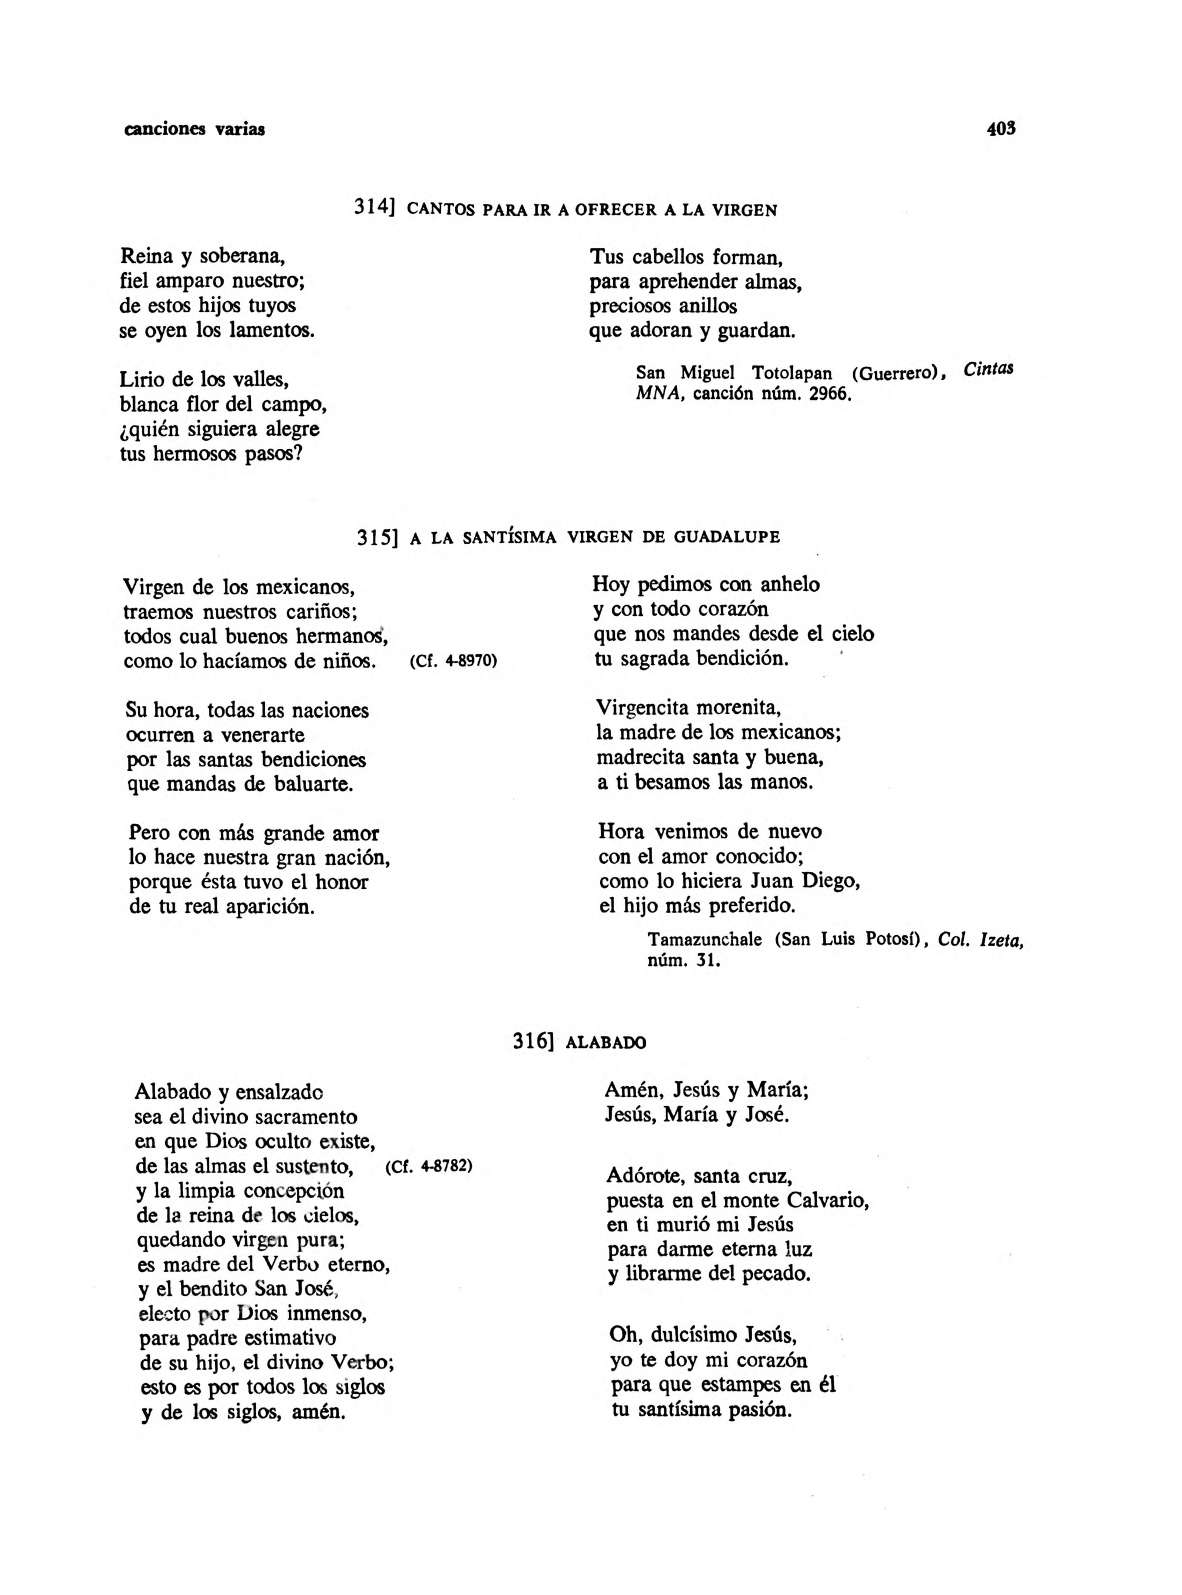 canciones varias 403
314] CANTOS PARA IR A OFRECER A LA VIRGEN
Reina y soberana,
fiel amparo nuestro;
de estos hijos tuyos
se oyen los lamentos.
Lirio de los valles,
blanca flor del campo,
¿quién siguiera alegre
tus hermosos pasos?
Tus cabellos forman,
para aprehender almas,
preciosos anillos
que adoran y guardan.
San Miguel Totolapan (Guerrero), Cintas
MNA, canción núm. 2966.
315] A LA SANTÍSIMA VIRGEN DE GUADALUPE
Virgen de los mexicanos,
traemos nuestros cariños;
todos cual buenos hermanos,
como lo hacíamos de niños. (Cf. 4-8970)
Su hora, todas las naciones
ocurren a venerarte
por las santas bendiciones
que mandas de baluarte.
Pero con más grande amor
lo hace nuestra gran nación,
porque ésta tuvo el honor
de tu real aparición.
Hoy pedimos con anhelo
y con todo corazón
que nos mandes desde el cielo
tu sagrada bendición.
Virgencita morenita,
la madre de los mexicanos;
madrecita santa y buena,
a ti besamos las manos.
Hora venimos de nuevo
con el amor conocido;
como lo hiciera Juan Diego,
el hijo más preferido.
Tamazunchale (San Luis Potosí), Col. Izeta,
núm. 31.
316] ALABADO
Alabado y ensalzado
sea el divino sacramento
en que Dios oculto existe,
de las almas el sustento, (Cf. 4-8782)
y la limpia concepción
de la reina de los cielos,
quedando virgen pura;
es madre del Verbo eterno,
y el bendito San José,
electo por Dios inmenso,
para padre estimativo
de su hijo, el divino Verbo;
esto es por todos los siglos
y de los siglos, amén.
Amén, Jesús y María;
Jesús, María y José.
Adórote, santa cruz,
puesta en el monte Calvario,
en ti murió mi Jesús
para darme eterna luz
y librarme del pecado.
Oh, dulcísimo Jesús,
yo te doy mi corazón
para que estampes en él
tu santísima pasión.